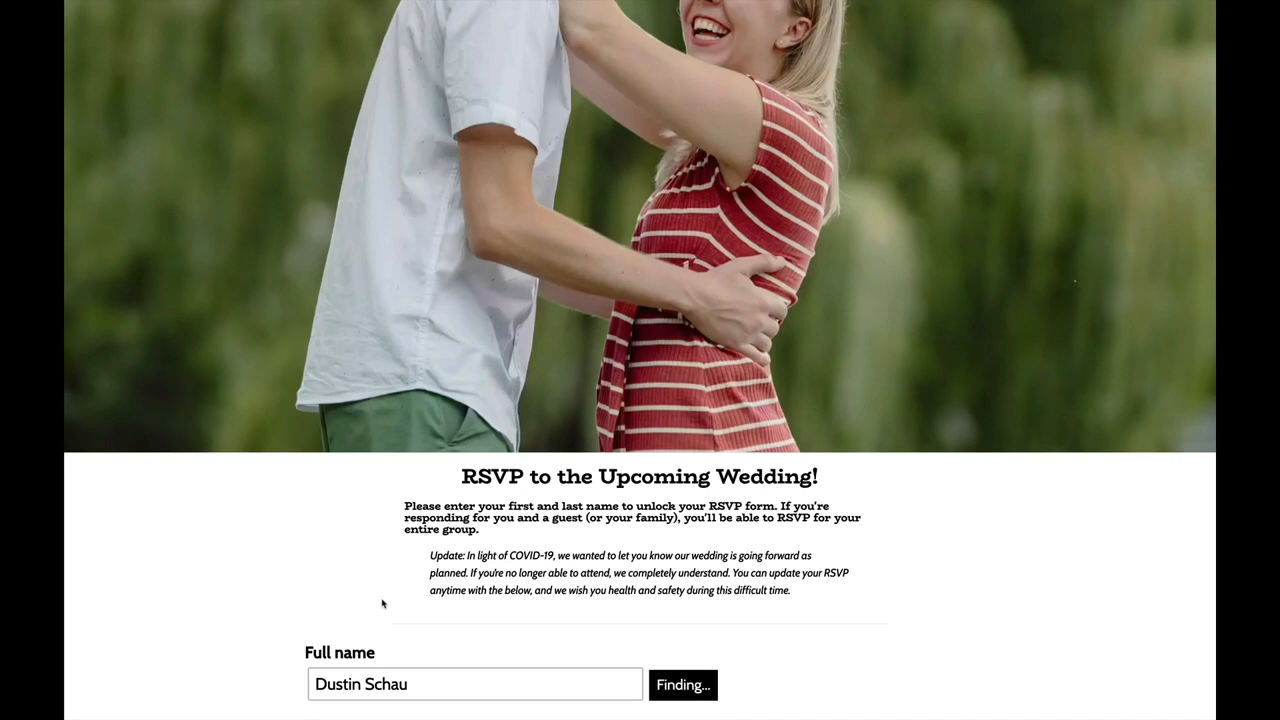 RSVP to the Upcoming Wedding!
Please enter your first and last name to unlock your RSVP form. If you're
responding for you and a guest (or your family), you'll be able to RSVP for your
entire group.
Update: In light of COVID-19, we wanted to let you know our wedding is going forward as
planned. If you're no longer able to attend, we completely understand. You can update your RSVP
anytime with the below, and we wish you health and safety during this difficult time.
Full name
Dustin Schau
Finding...